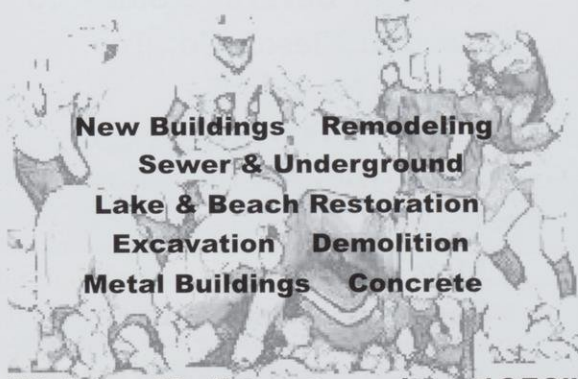 New Buildings Remodeling
Sewer & Underground
Lake & Beach Restoration
Excavation Demolition
Metal Buildings Concrete